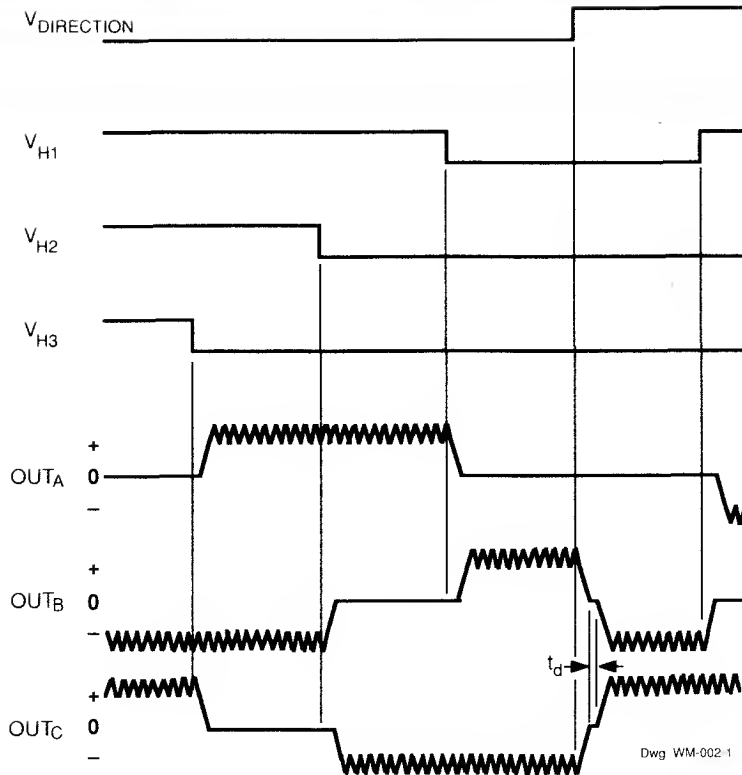 VDIRECTION
VH1
VH2
VH3
+
OUTA 0
–
+
OUTB 0
–
td
+
OUTC 0
–
Dwg WM-002-1